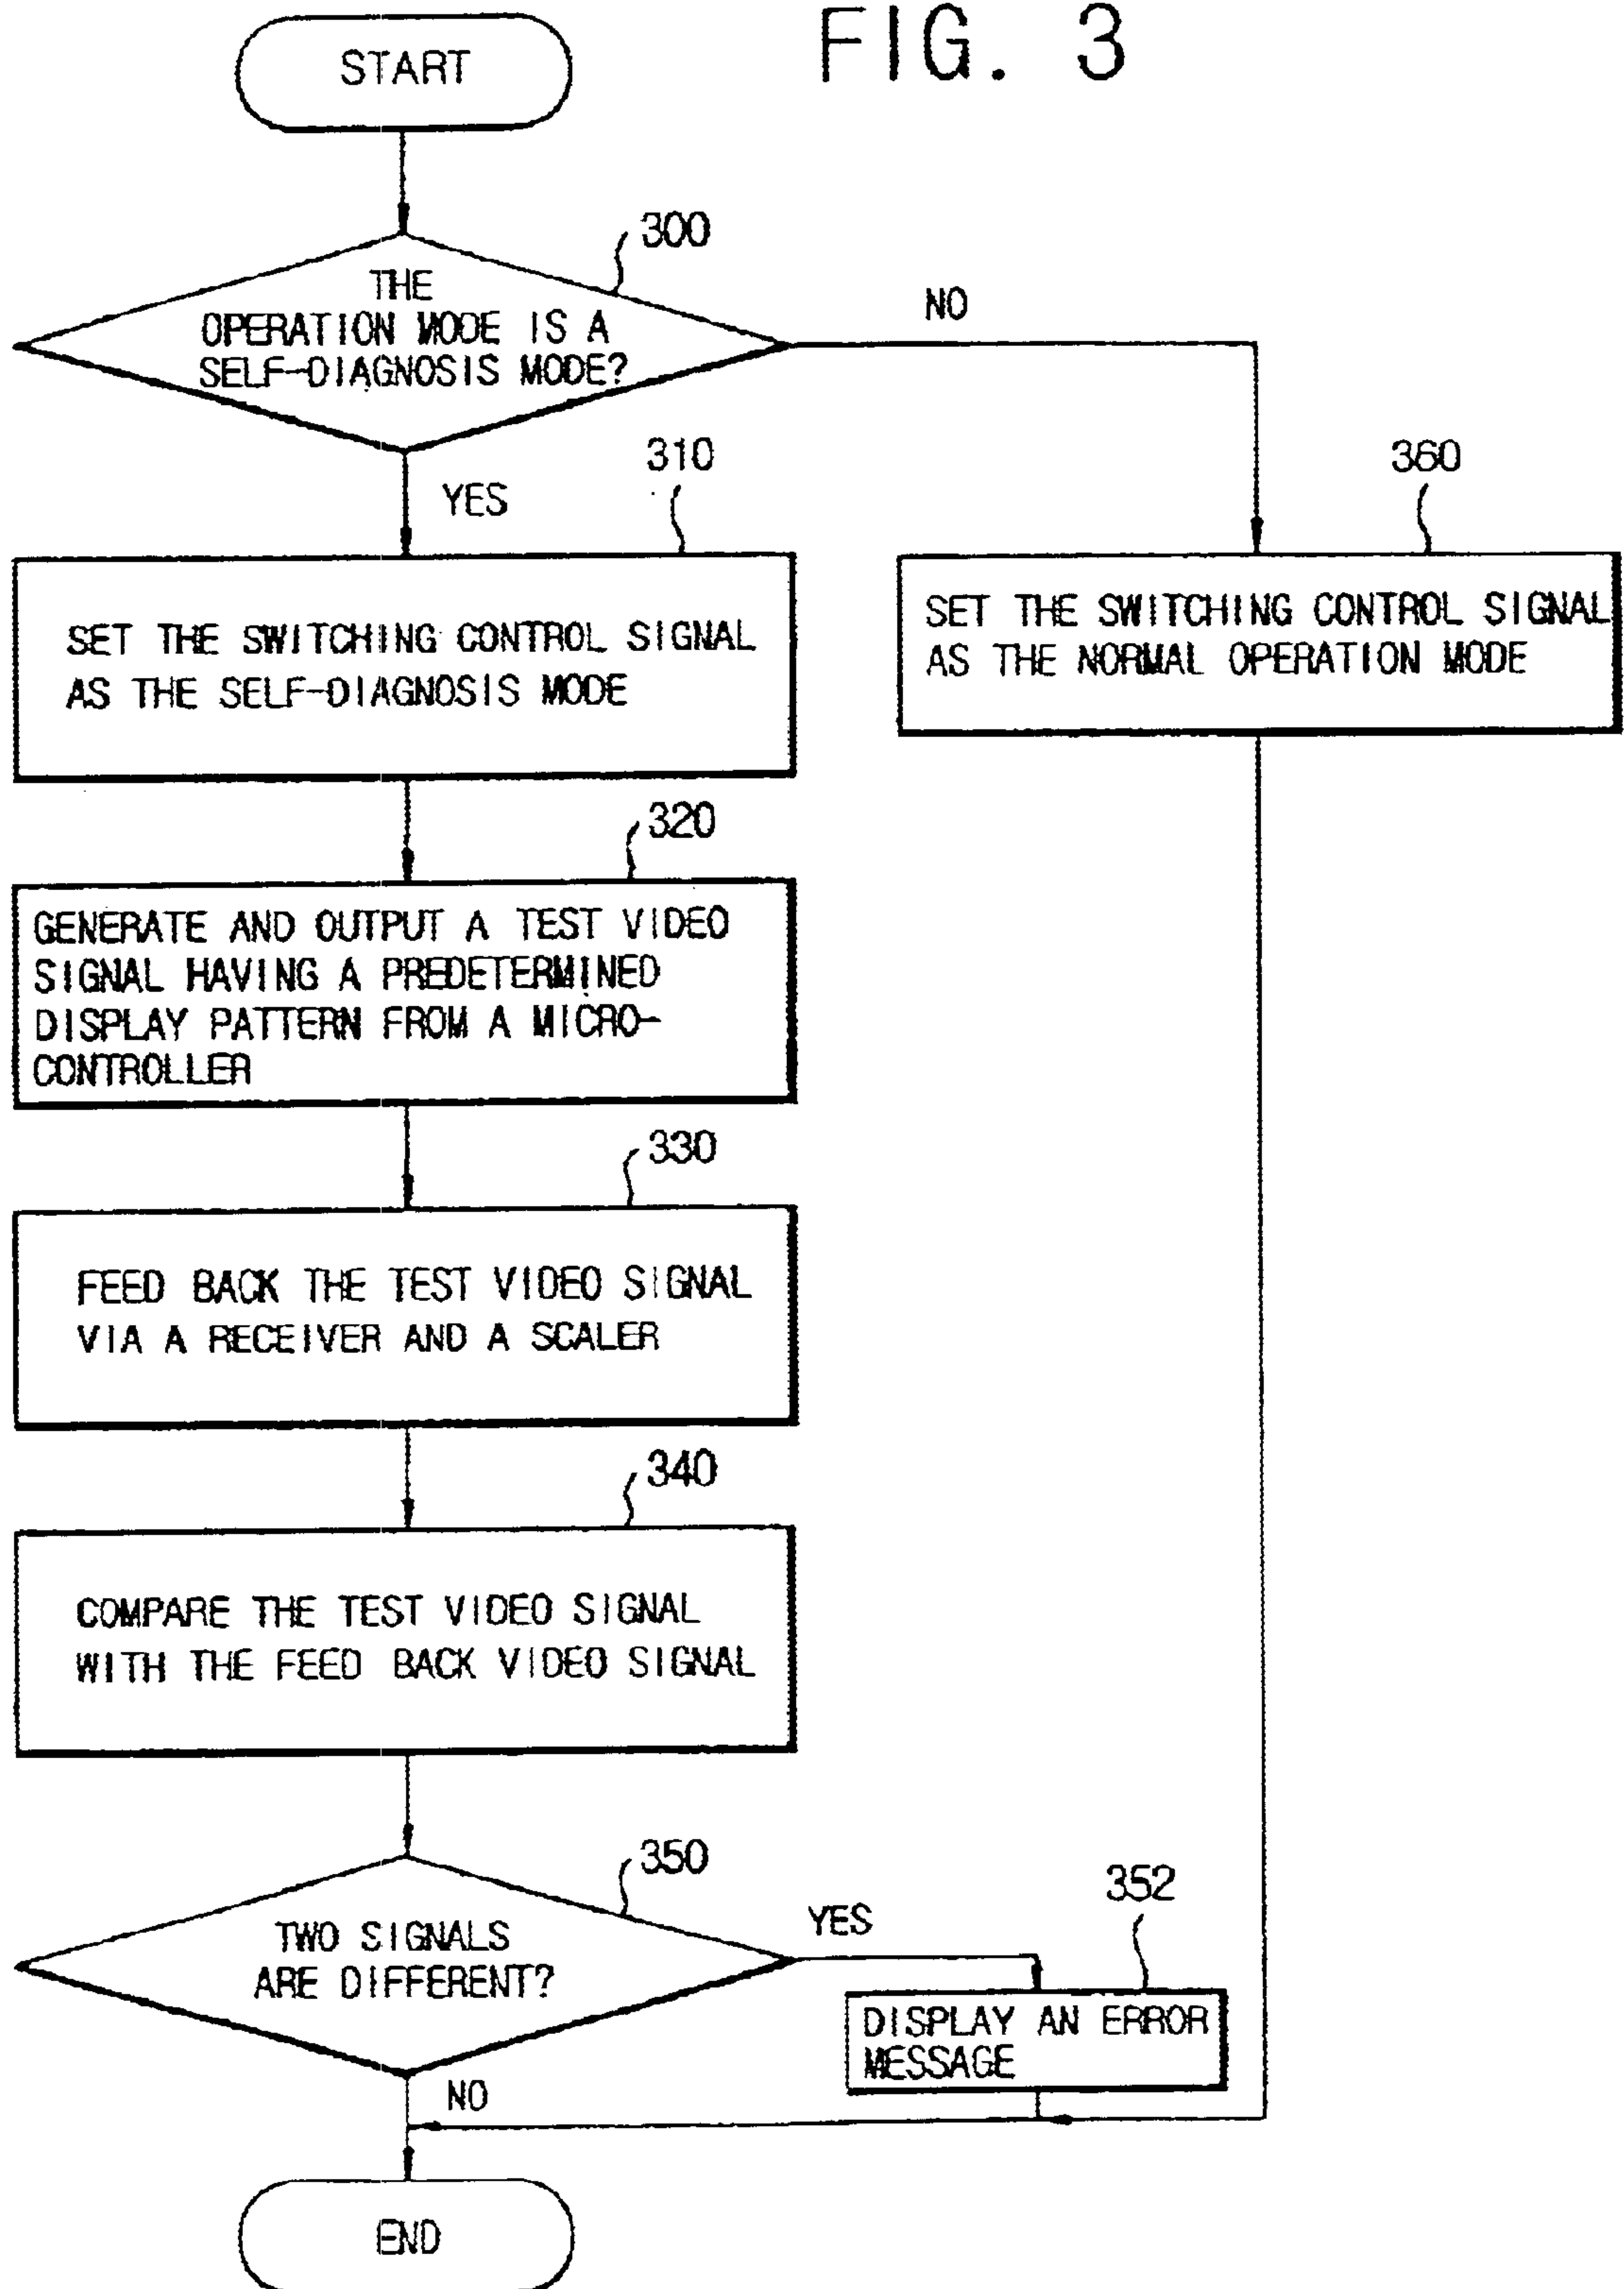 FIG. 3
START
300
THE
OPERATION MODE IS A
SELF-DIAGNOSIS MODE?
NO
YES
310
SET THE SWITCHING CONTROL SIGNAL
AS THE SELF-DIAGNOSIS MODE
360
SET THE SWITCHING CONTROL SIGNAL
AS THE NORMAL OPERATION MODE
320
GENERATE AND OUTPUT A TEST VIDEO
SIGNAL HAVING A PREDETERMINED
DISPLAY PATTERN FROM A MICRO-
CONTROLLER
330
FEED BACK THE TEST VIDEO SIGNAL
VIA A RECEIVER AND A SCALER
340
COMPARE THE TEST VIDEO SIGNAL
WITH THE FEED BACK VIDEO SIGNAL
350
TWO SIGNALS
ARE DIFFERENT?
YES
352
DISPLAY AN ERROR
MESSAGE
NO
END